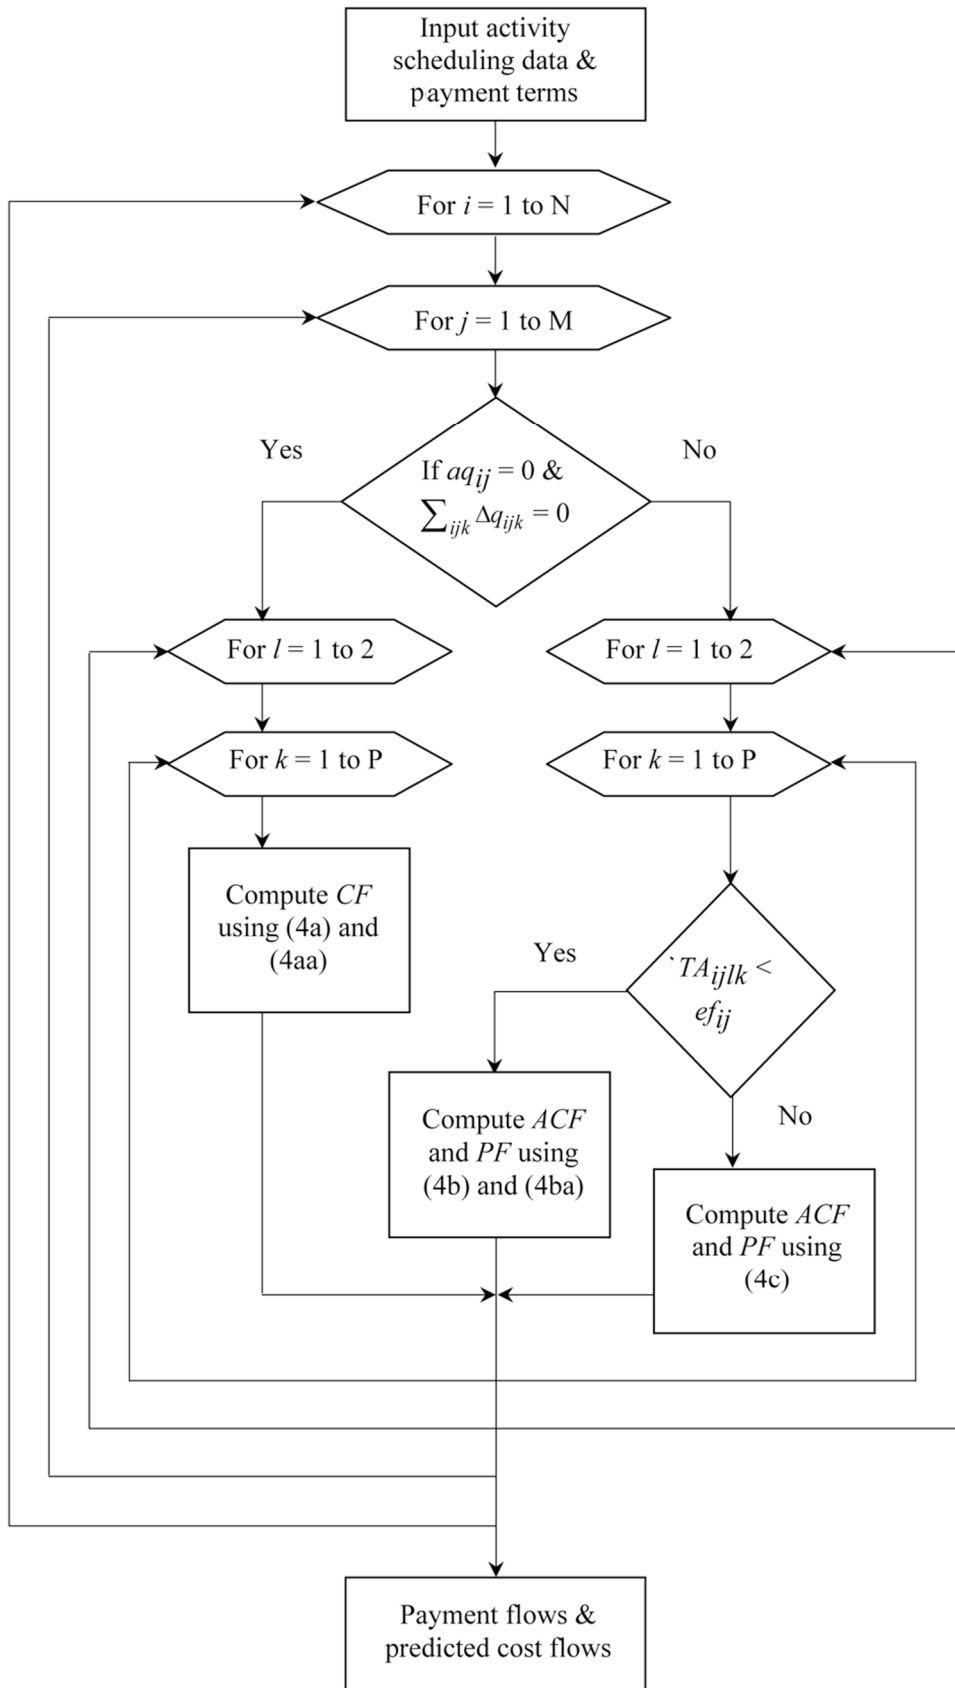 Input activity
scheduling data &
payment terms
For i = 1 to N
For j = 1 to M
Yes
No
If aqij = 0 &
∑ijk Δqijk = 0
For l = 1 to 2
For l = 1 to 2
For k = 1 to P
For k = 1 to P
Compute CF
using (4a) and
(4aa)
Yes
`TAijlk <
efij
No
Compute ACF
and PF using
(4b) and (4ba)
Compute ACF
and PF using
(4c)
Payment flows &
predicted cost flows